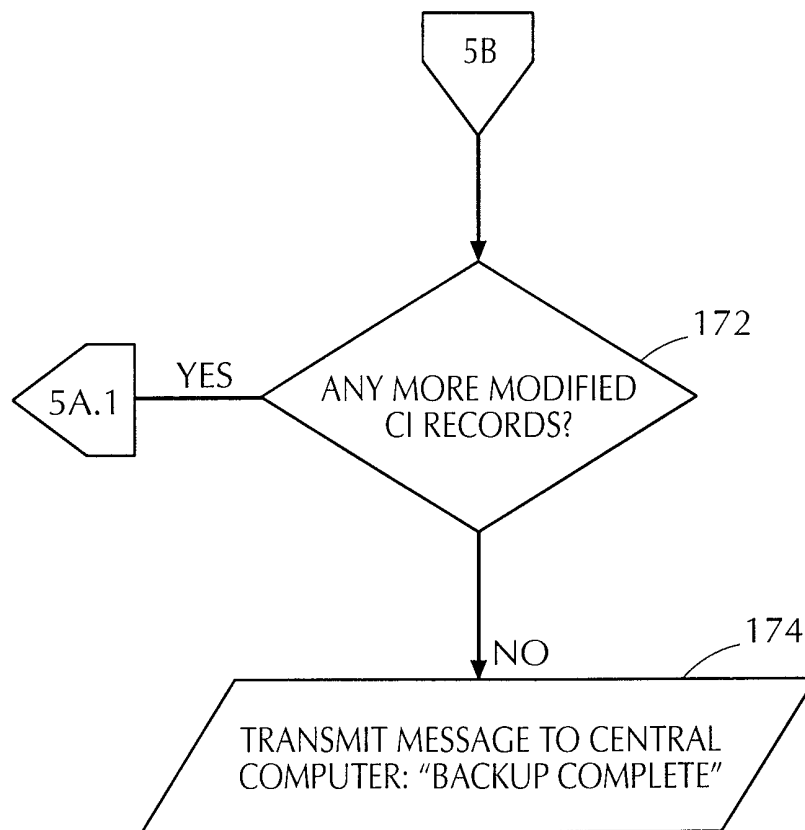 5B
172
YES
5A.1
ANY MORE MODIFIED
CI RECORDS?
NO
174
TRANSMIT MESSAGE TO CENTRAL
COMPUTER: “BACKUP COMPLETE”